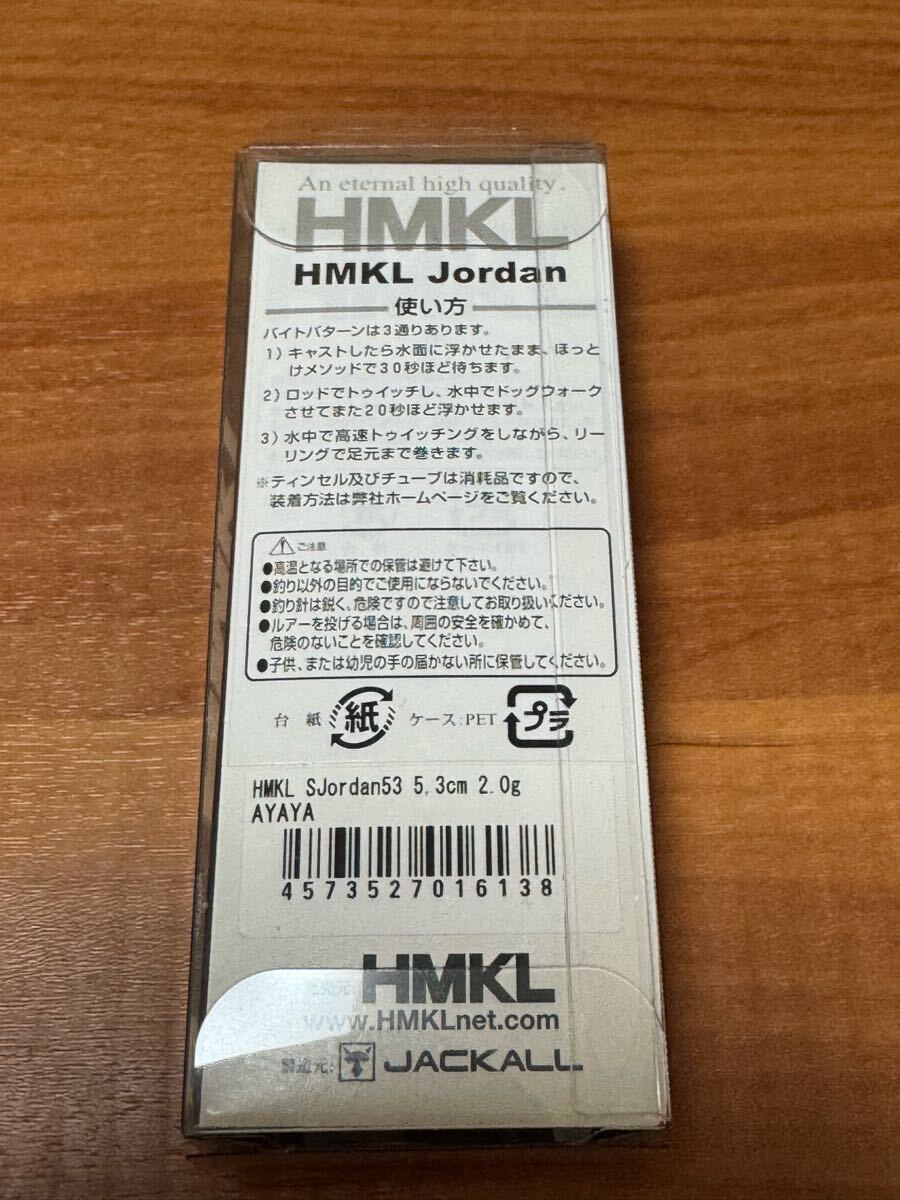 An eternal high quality.
HMKL
HMKL Jordan
使い方
バイトパターンは3通りあります。
1) キャストしたら水面に浮かせたまま、ほっと
けメソッドで30秒ほど待ちます。
2) ロッドでトゥイッチし、水中でドッグウォーク
させてまた20秒ほど浮かせます。
3) 水中で高速トゥイッチングをしながら、リー
リングで足元まで巻きます。
※ティンセル及びチューブは消耗品ですので、
装着方法は弊社ホームページをご覧ください。
ご注意
●高温となる場所での保管は避けて下さい。
●釣り以外の目的でご使用にならないでください。
●釣り針は鋭く、危険ですので注意してお取り扱いください。
●ルアーを投げる場合は、周囲の安全を確かめて、
危険のないことを確認してください。
●子供、または幼児の手の届かない所に保管してください。
台紙 紙 ケース:PET プラ
HMKL SJordan53 5.3cm 2.0g
AYAYA
4573527016138
HMKL
www.HMKLnet.com
製造元: JACKALL